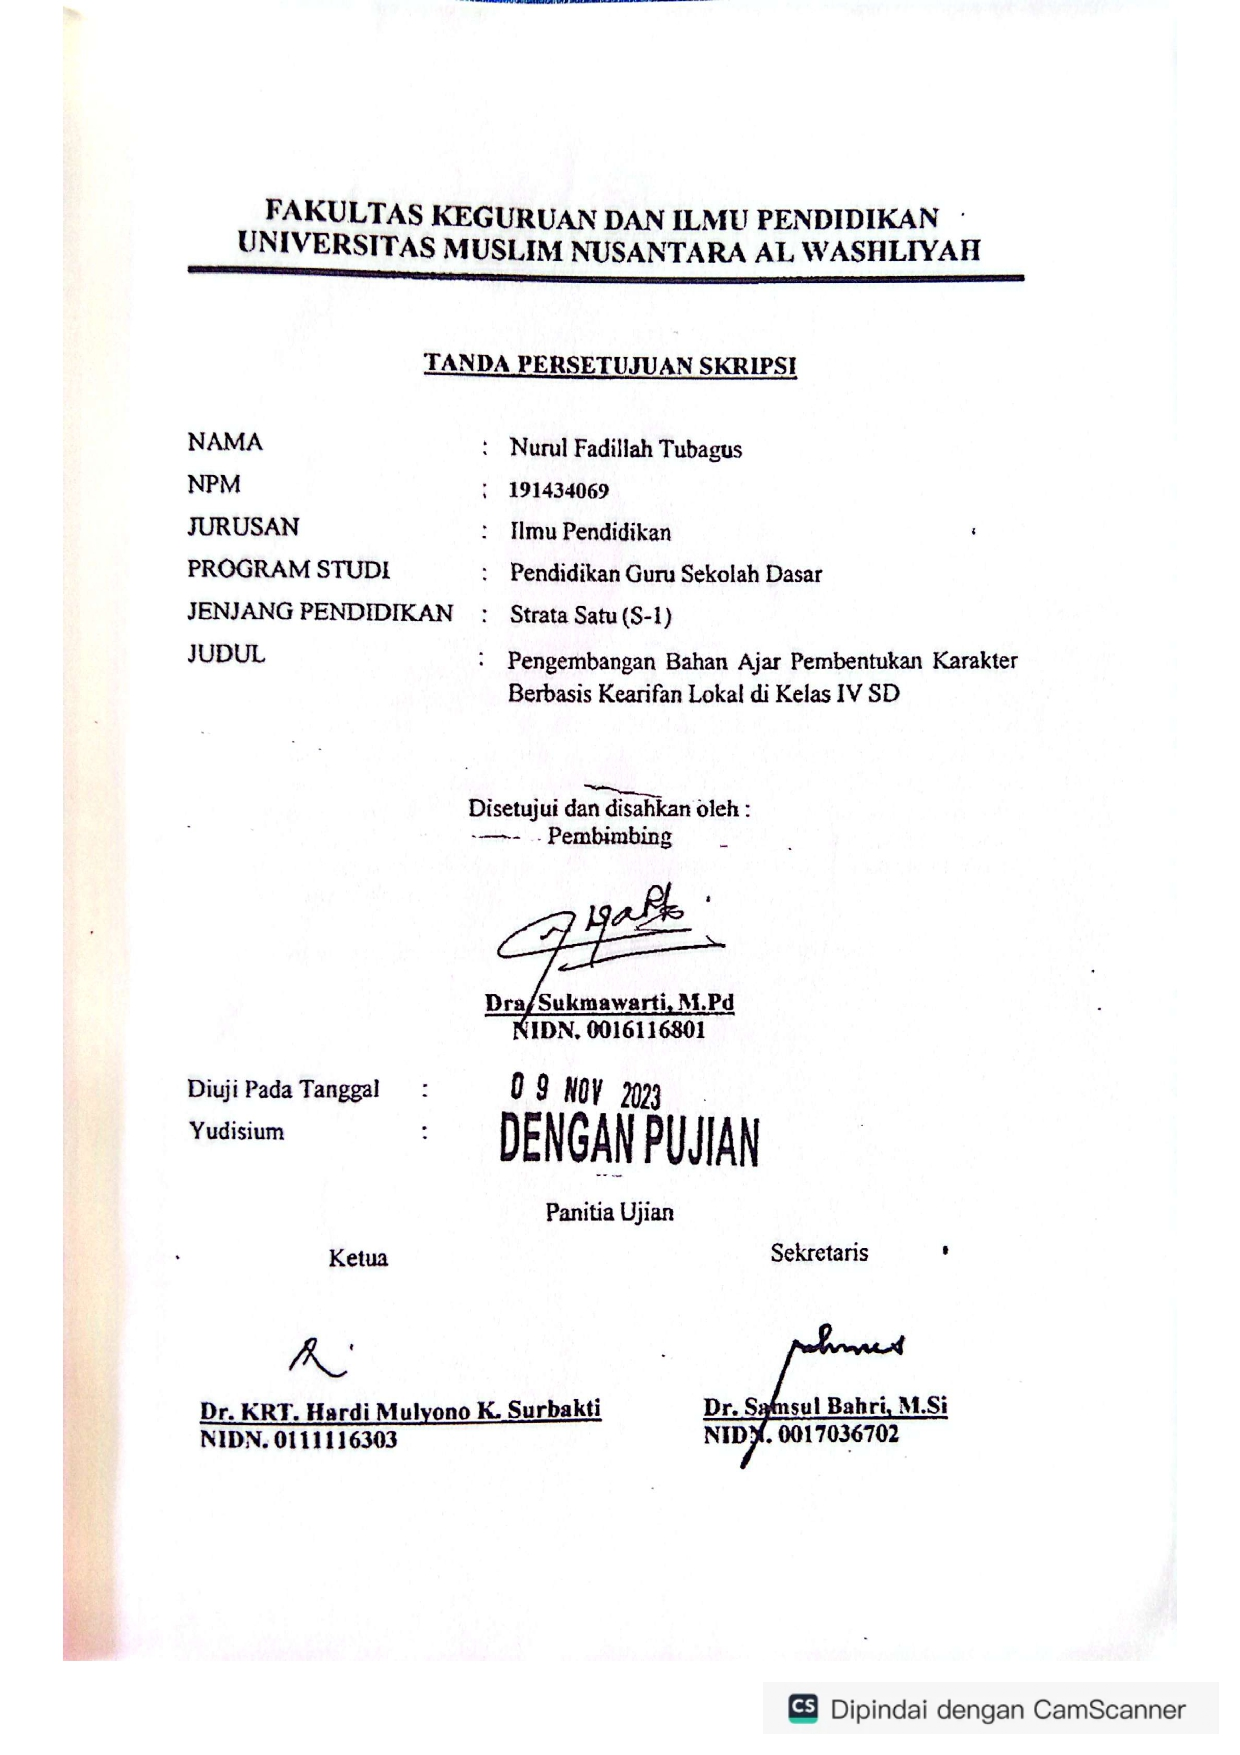 FAKULTAS KEGURUAN DAN ILMU PENDIDIKAN
UNIVERSITAS MUSLIM NUSANTARA AL WASHLIYAH
TANDA PERSETUJUAN SKRIPSI
NAMA : Nurul Fadillah Tubagus
NPM : 191434069
JURUSAN : Ilmu Pendidikan
PROGRAM STUDI : Pendidikan Guru Sekolah Dasar
JENJANG PENDIDIKAN : Strata Satu (S-1)
JUDUL : Pengembangan Bahan Ajar Pembentukan Karakter
Berbasis Kearifan Lokal di Kelas IV SD
Disetujui dan disahkan oleh :
Pembimbing
Dra. Sukmawarti, M.Pd
NIDN. 0016116801
Diuji Pada Tanggal : 09 NOV 2023
Yudisium : DENGAN PUJIAN
Panitia Ujian
Ketua Sekretaris
Dr. KRT. Hardi Mulyono K. Surbakti Dr. Samsul Bahri, M.Si
NIDN. 0111116303 NIDN. 0017036702
CS Dipindai dengan CamScanner